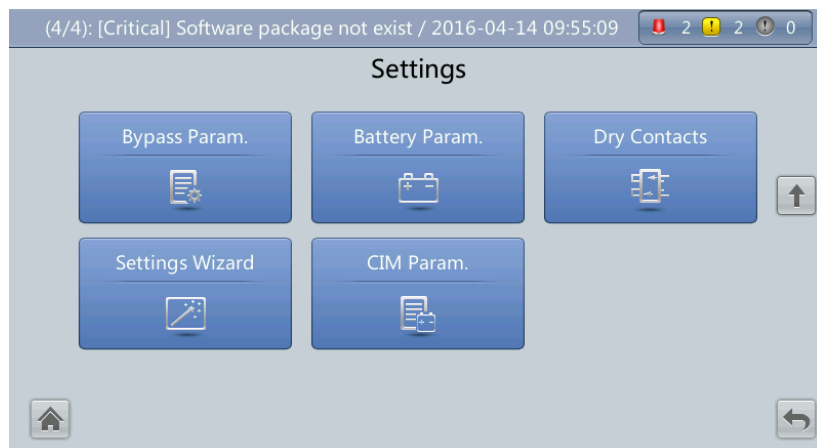 (4/4): [Critical] Software package not exist / 2016-04-14 09:55:09 2 2 0
Settings
Bypass Param. Battery Param. Dry Contacts
Settings Wizard CIM Param.